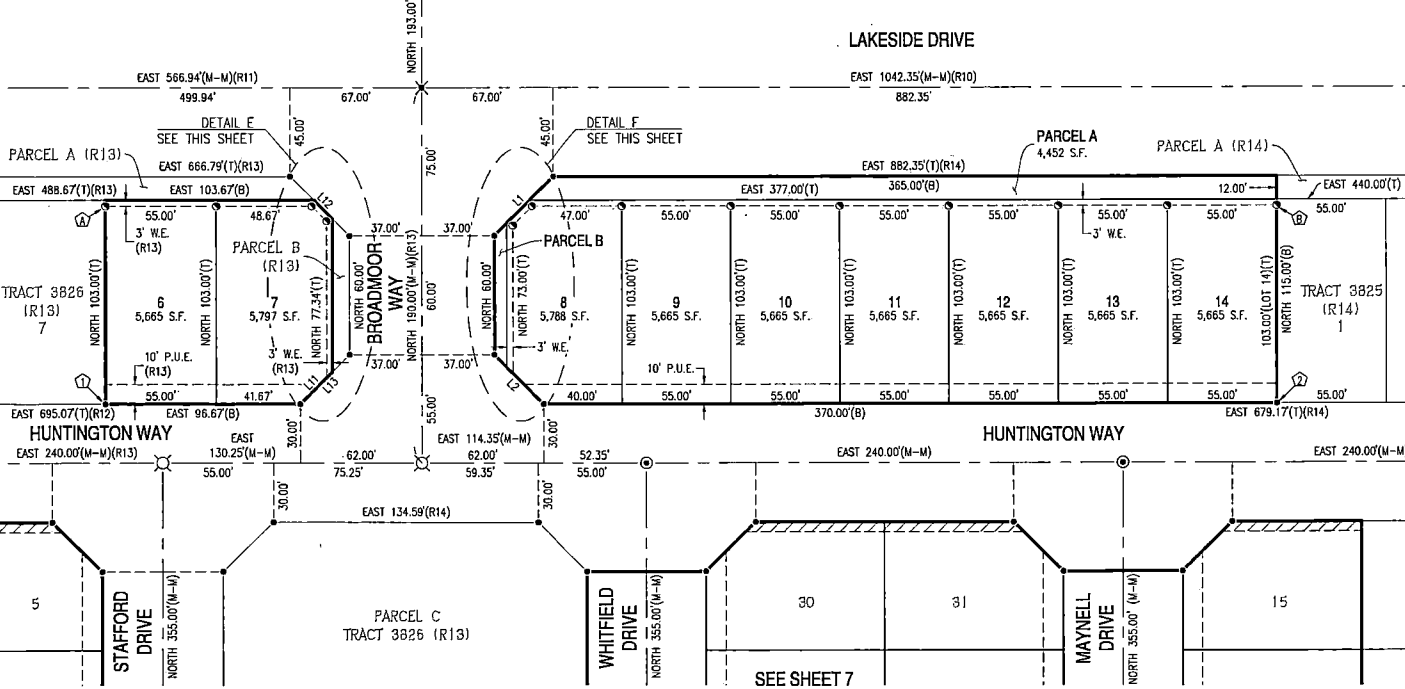 NORTH 193.00'
LAKESIDE DRIVE
EAST 566.94'(M-M)(R11)
499.94'
67.00'
67.00'
EAST 1042.35'(M-M)(R10)
882.35'
45.00'
DETAIL E
SEE THIS SHEET
75.00'
45.00'
DETAIL F
SEE THIS SHEET
PARCEL A
4,452 S.F.
PARCEL A (R13)
EAST 666.79'(T)(R13)
EAST 882.35'(T)(R14)
PARCEL A (R14)
EAST 488.67'(T)(R13)
EAST 103.67'(B)
L12
L1
EAST 377.00'(T)
365.00'(B)
12.00'
EAST 440.00'(T)
A
55.00'
48.67'
47.00'
55.00'
55.00'
55.00'
55.00'
55.00'
B
55.00'
3' W.E.
(R13)
37.00'
37.00'
3' W.E.
PARCEL B
(R13)
PARCEL B
TRACT 3826
(R13)
7
NORTH 103.00'(T)
6
5,665 S.F.
NORTH 103.00'(T)
7
5,797 S.F.
NORTH 77.34'(T)
NORTH 60.00'
BROADMOOR
WAY
NORTH 190.00'(M-M)(R13)
60.00'
NORTH 60.00'
NORTH 73.00'(T)
8
5,788 S.F.
NORTH 103.00'(T)
9
5,665 S.F.
NORTH 103.00'(T)
10
5,665 S.F.
NORTH 103.00'(T)
11
5,665 S.F.
NORTH 103.00'(T)
12
5,665 S.F.
NORTH 103.00'(T)
13
5,665 S.F.
NORTH 103.00'(T)
14
5,665 S.F.
103.00'(LOT 14)(T)
NORTH 115.00'(B)
TRACT 3825
(R14)
1
3' W.E.
(R13)
3' W.E.
37.00'
37.00'
10' P.U.E.
(R13)
10' P.U.E.
1
55.00'
41.67'
L11
L13
55.00'
L2
40.00'
55.00'
55.00'
55.00'
55.00'
55.00'
55.00'
2
55.00'
EAST 695.07'(T)(R12)
EAST 96.67'(B)
370.00'(B)
EAST 679.17'(T)(R14)
HUNTINGTON WAY
30.00'
30.00'
HUNTINGTON WAY
EAST 240.00'(M-M)(R13)
EAST
130.25'(M-M)
EAST 114.35'(M-M)
EAST 240.00'(M-M)
EAST 240.00'(M-M
55.00'
62.00'
75.25'
62.00'
59.35'
52.35'
55.00'
30.00'
30.00'
EAST 134.59'(R14)
5
STAFFORD
DRIVE
NORTH 355.00'(M-M)
PARCEL C
TRACT 3826 (R13)
WHITFIELD
DRIVE
NORTH 355.00'(M-M)
30
31
MAYNELL
DRIVE
NORTH 355.00' (M-M)
15
SEE SHEET 7